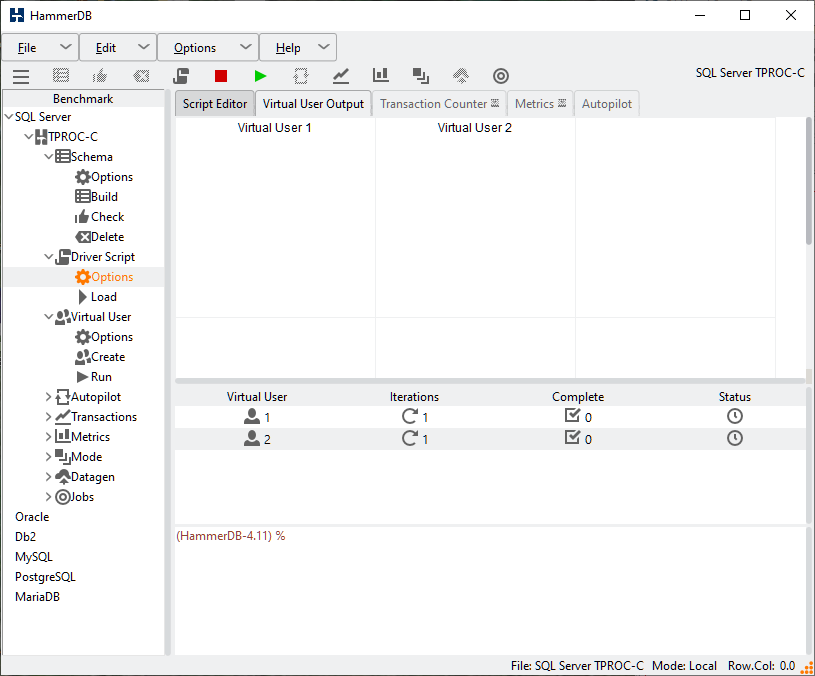 HammerDB
File Edit Options Help
SQL Server TPROC-C
Benchmark
SQL Server
TPROC-C
Schema
Options
Build
Check
Delete
Driver Script
Options
Load
Virtual User
Options
Create
Run
Autopilot
Transactions
Metrics
Mode
Datagen
Jobs
Oracle
Db2
MySQL
PostgreSQL
MariaDB
Script Editor Virtual User Output Transaction Counter Metrics Autopilot
Virtual User 1 Virtual User 2
Virtual User Iterations Complete Status
1 1 0
2 1 0
(HammerDB-4.11) %
File: SQL Server TPROC-C Mode: Local Row.Col: 0.0